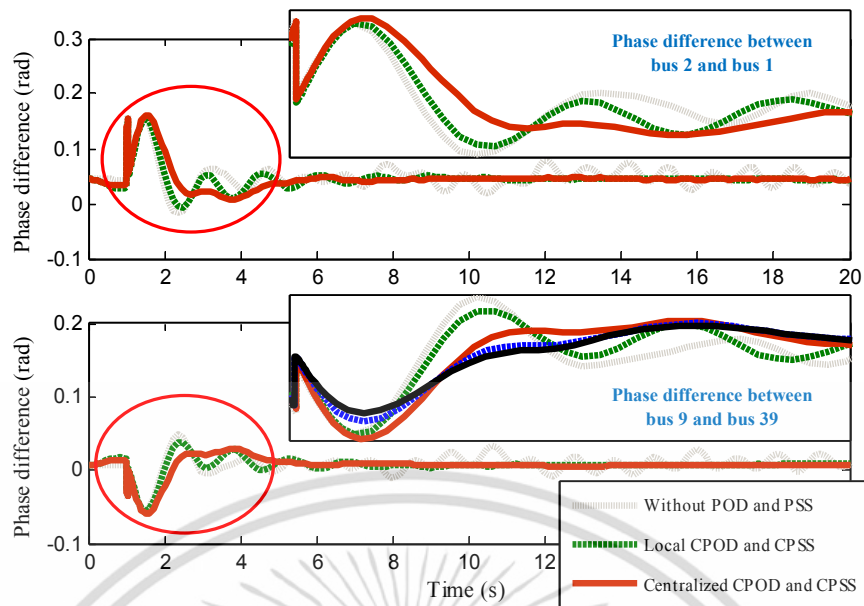 Phase difference (rad)
0.3
0.2
0.1
0
-0.1
Phase difference between
bus 2 and bus 1
0 2 4 6 8 10 12 14 16 18 20
Phase difference (rad)
0.2
0.1
0
-0.1
Phase difference between
bus 9 and bus 39
0 2 4 6 8 10 12
Time (s)
Without POD and PSS
Local CPOD and CPSS
Centralized CPOD and CPSS